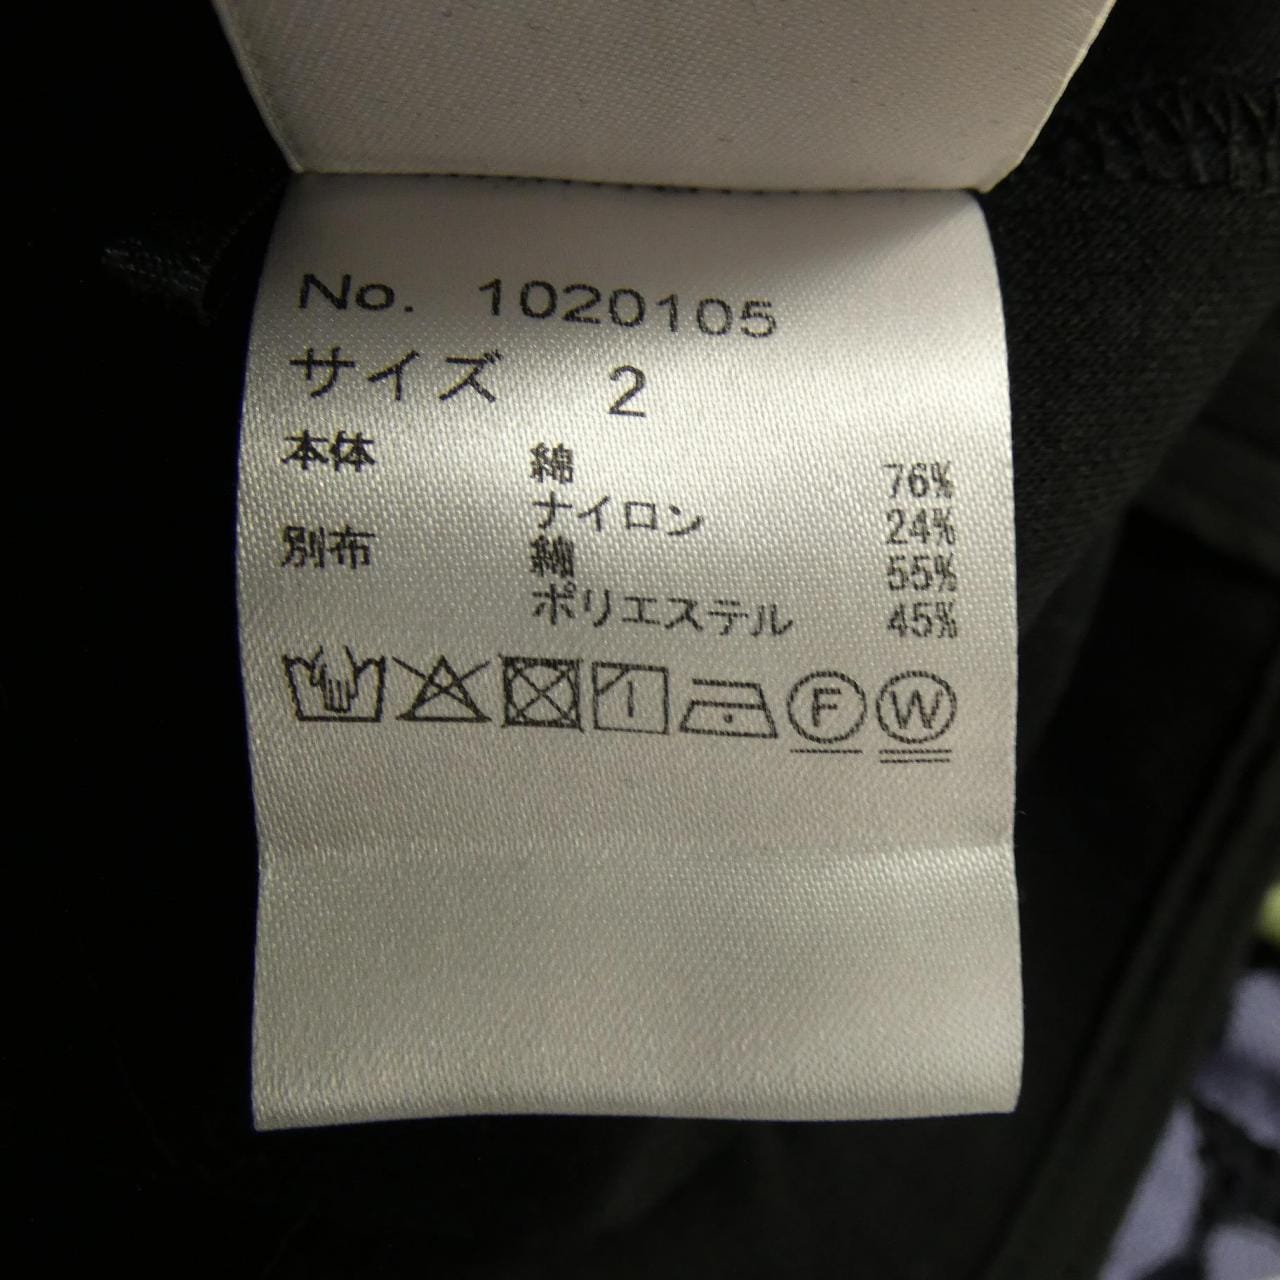 No. 1020105
サイズ 2
本体 綿 76%
ナイロン 24%
別布 綿 55%
ポリエステル 45%
F W